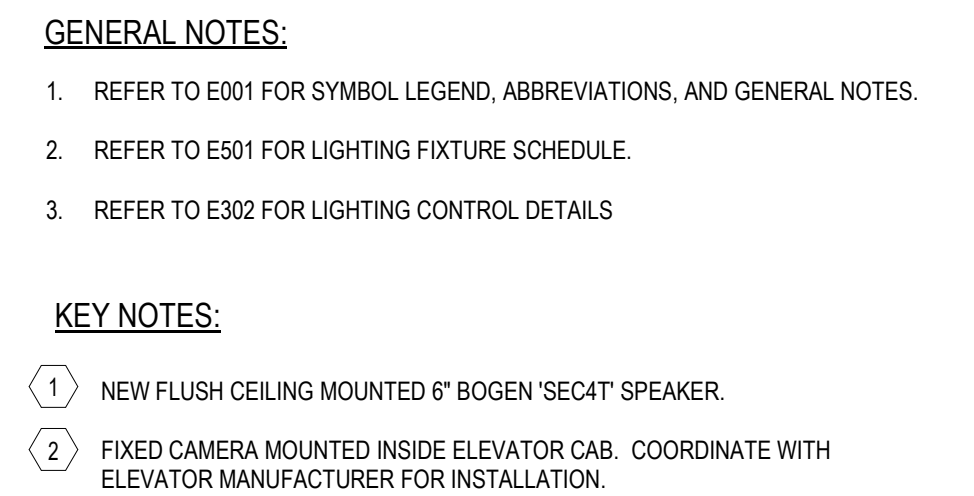 GENERAL NOTES:
1. REFER TO E001 FOR SYMBOL LEGEND, ABBREVIATIONS, AND GENERAL NOTES.
2. REFER TO E501 FOR LIGHTING FIXTURE SCHEDULE.
3. REFER TO E302 FOR LIGHTING CONTROL DETAILS
KEY NOTES:
1 NEW FLUSH CEILING MOUNTED 6" BOGEN 'SEC4T' SPEAKER.
2 FIXED CAMERA MOUNTED INSIDE ELEVATOR CAB. COORDINATE WITH
ELEVATOR MANUFACTURER FOR INSTALLATION.